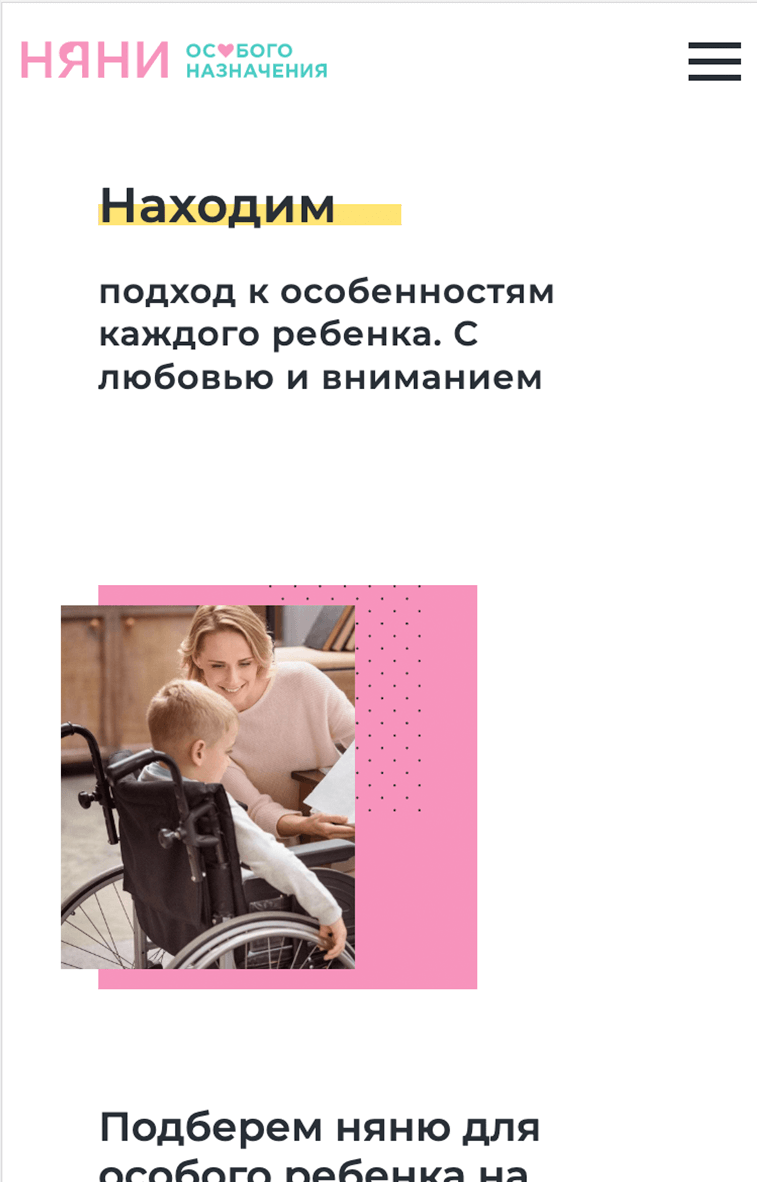 НЯНИ ОСОБОГО
НАЗНАЧЕНИЯ
Находим
подход к особенностям
каждого ребенка. С
любовью и вниманием
Подберем няню для
особого ребенка на